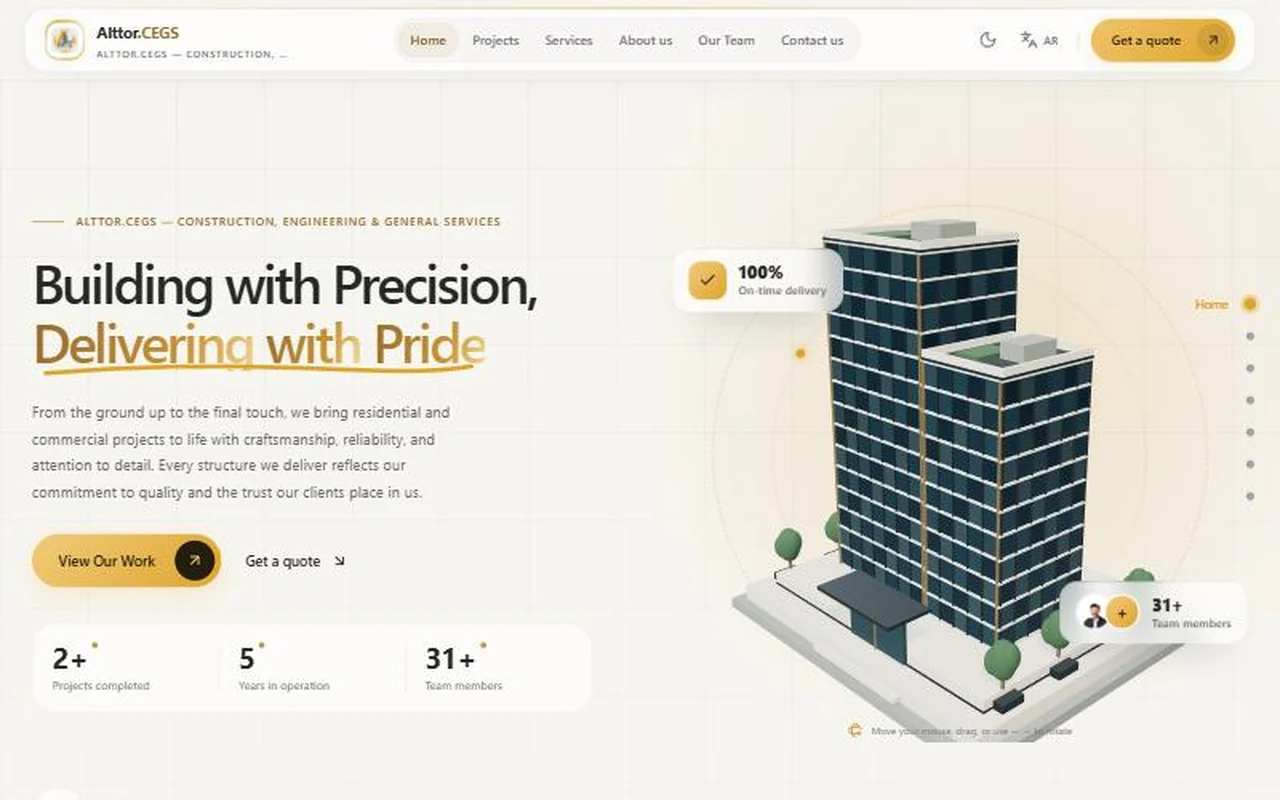 Alttor.CEGS
ALTTOR.CEGS — CONSTRUCTION, ...
Home
Projects
Services
About us
Our Team
Contact us
AR
Get a quote
ALTTOR.CEGS — CONSTRUCTION, ENGINEERING & GENERAL SERVICES
Building with Precision,
Delivering with Pride
From the ground up to the final touch, we bring residential and
commercial projects to life with craftsmanship, reliability, and
attention to detail. Every structure we deliver reflects our
commitment to quality and the trust our clients place in us.
View Our Work
Get a quote
2+
Projects completed
5
Years in operation
31+
Team members
100%
On-time delivery
Home
31+
Team members
Move your mouse, drag, or use ← → to rotate